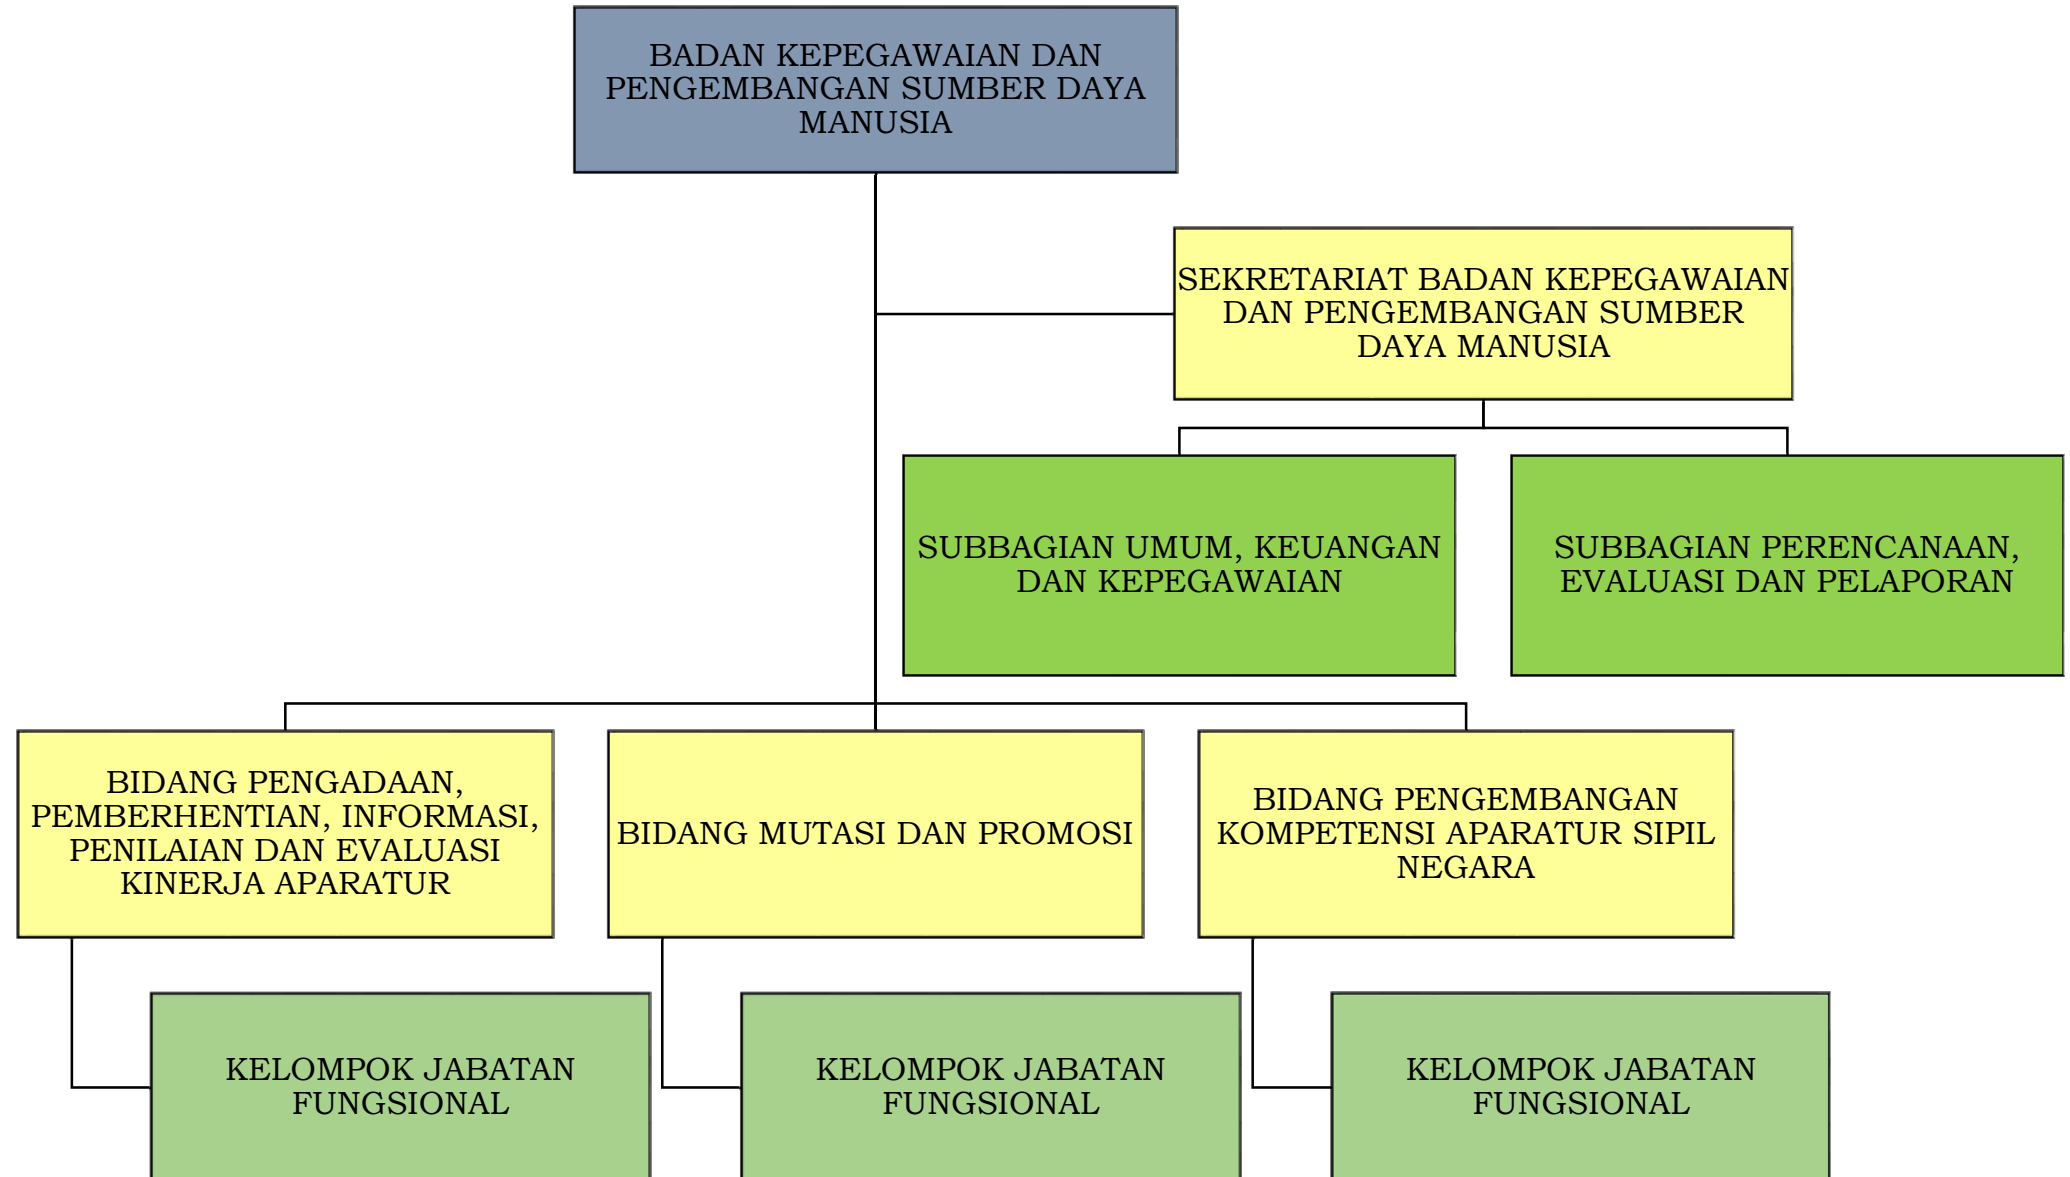 BADAN KEPEGAWAIAN DAN
PENGEMBANGAN SUMBER DAYA
MANUSIA
SEKRETARIAT BADAN KEPEGAWAIAN
DAN PENGEMBANGAN SUMBER
DAYA MANUSIA
SUBBAGIAN UMUM, KEUANGAN
DAN KEPEGAWAIAN
SUBBAGIAN PERENCANAAN,
EVALUASI DAN PELAPORAN
BIDANG PENGADAAN,
PEMBERHENTIAN, INFORMASI,
PENILAIAN DAN EVALUASI
KINERJA APARATUR
BIDANG MUTASI DAN PROMOSI
BIDANG PENGEMBANGAN
KOMPETENSI APARATUR SIPIL
NEGARA
KELOMPOK JABATAN
FUNGSIONAL
KELOMPOK JABATAN
FUNGSIONAL
KELOMPOK JABATAN
FUNGSIONAL